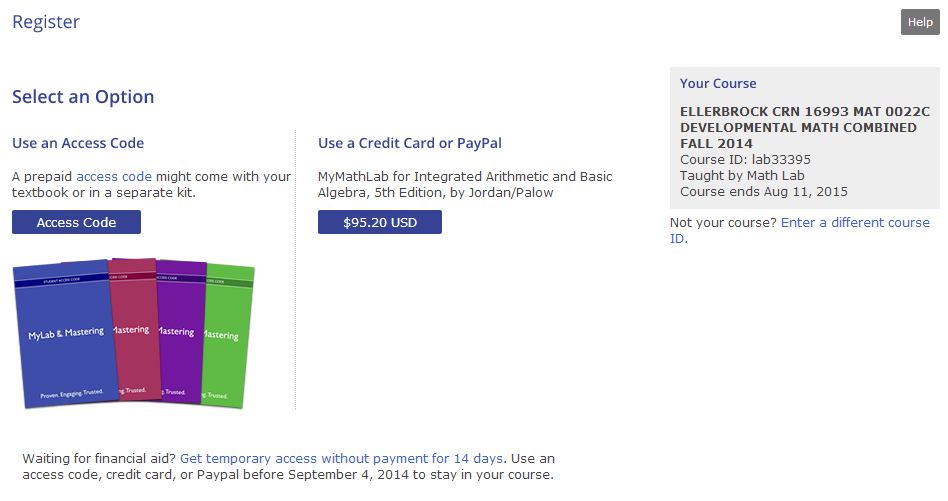 Register
Help
Select an Option
Use an Access Code
A prepaid access code might come with your
textbook or in a separate kit.
Access Code
STUDENT ACCESS CODE
MyLab & Mastering
Proven. Engaging. Trusted.
Mastering
Mastering
Mastering
Use a Credit Card or PayPal
MyMathLab for Integrated Arithmetic and Basic
Algebra, 5th Edition, by Jordan/Palow
$95.20 USD
Your Course
ELLERBROCK CRN 16993 MAT 0022C
DEVELOPMENTAL MATH COMBINED
FALL 2014
Course ID: lab33395
Taught by Math Lab
Course ends Aug 11, 2015
Not your course? Enter a different course
ID.
Waiting for financial aid? Get temporary access without payment for 14 days. Use an
access code, credit card, or Paypal before September 4, 2014 to stay in your course.